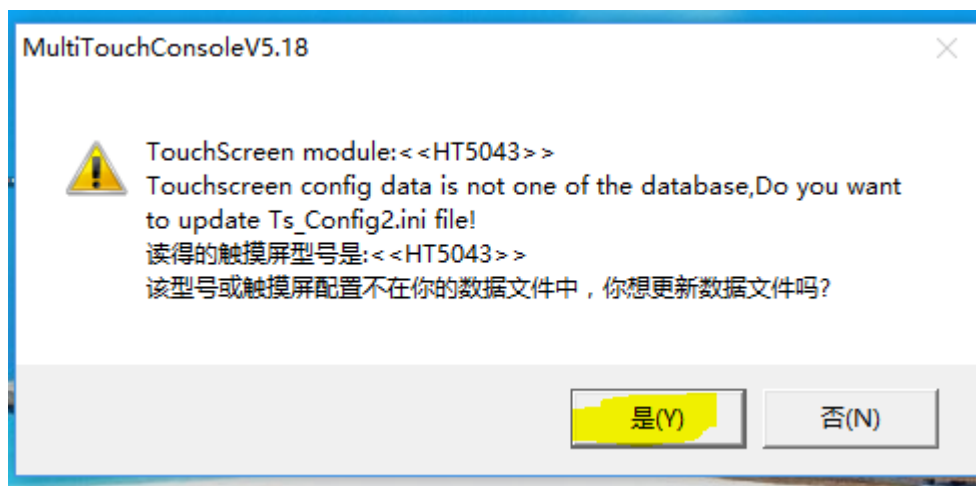 MultiTouchConsoleV5.18
TouchScreen module:<<HT5043>>
Touchscreen config data is not one of the database,Do you want
to update Ts_Config2.ini file!
读得的触摸屏型号是:<<HT5043>>
该型号或触摸屏配置不在你的数据文件中，你想更新数据文件吗?
是(Y)
否(N)